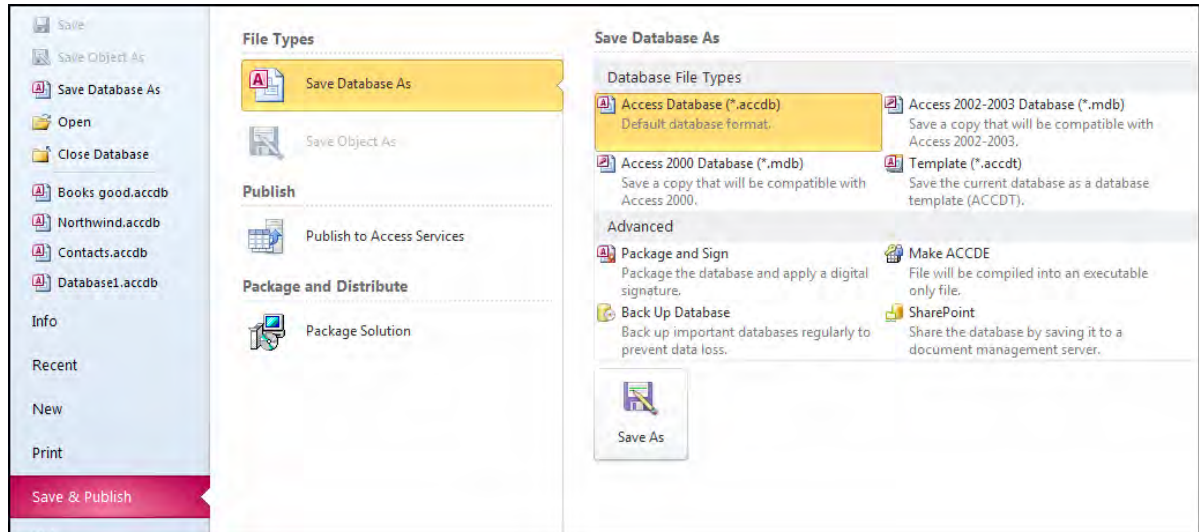 Save
Save Object As
Save Database As
Open
Close Database
Books good.accdb
Northwind.accdb
Contacts.accdb
Database1.accdb
Info
Recent
New
Print
Save & Publish
File Types
Save Database As
Save Object As
Publish
Publish to Access Services
Package and Distribute
Package Solution
Save Database As
Database File Types
Access Database (*.accdb)
Default database format.
Access 2002-2003 Database (*.mdb)
Save a copy that will be compatible with
Access 2002-2003.
Access 2000 Database (*.mdb)
Save a copy that will be compatible with
Access 2000.
Template (*.accdt)
Save the current database as a database
template (ACCDT).
Advanced
Package and Sign
Package the database and apply a digital
signature.
Make ACCDE
File will be compiled into an executable
only file.
Back Up Database
Back up important databases regularly to
prevent data loss.
SharePoint
Share the database by saving it to a
document management server.
Save As